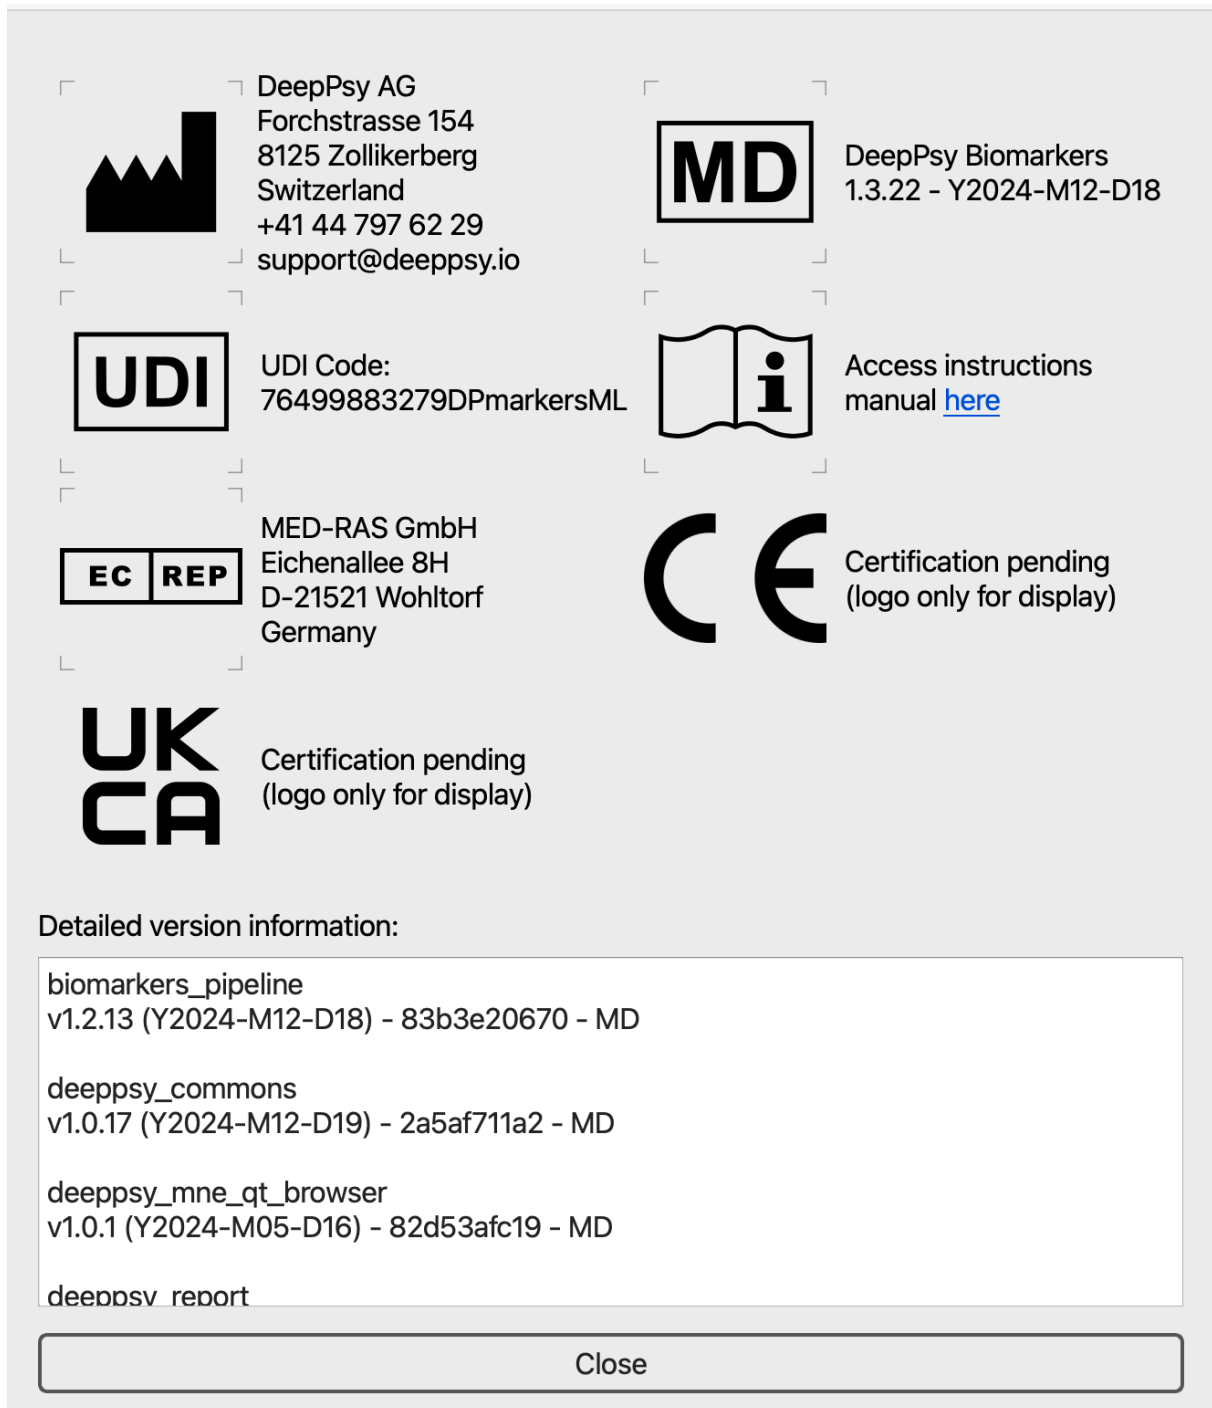 DeepPsy AG
Forchstrasse 154
8125 Zollikerberg
Switzerland
+41 44 797 62 29
support@deeppsy.io
MD
DeepPsy Biomarkers
1.3.22 - Y2024-M12-D18
UDI
UDI Code:
76499883279DPmarkersML
i
Access instructions
manual here
EC REP
MED-RAS GmbH
Eichenallee 8H
D-21521 Wohltorf
Germany
CE
Certification pending
(logo only for display)
UK
CA
Certification pending
(logo only for display)
Detailed version information:
biomarkers_pipeline
v1.2.13 (Y2024-M12-D18) - 83b3e20670 - MD
deeppsy_commons
v1.0.17 (Y2024-M12-D19) - 2a5af711a2 - MD
deeppsy_mne_qt_browser
v1.0.1 (Y2024-M05-D16) - 82d53afc19 - MD
deeppsy_report
Close